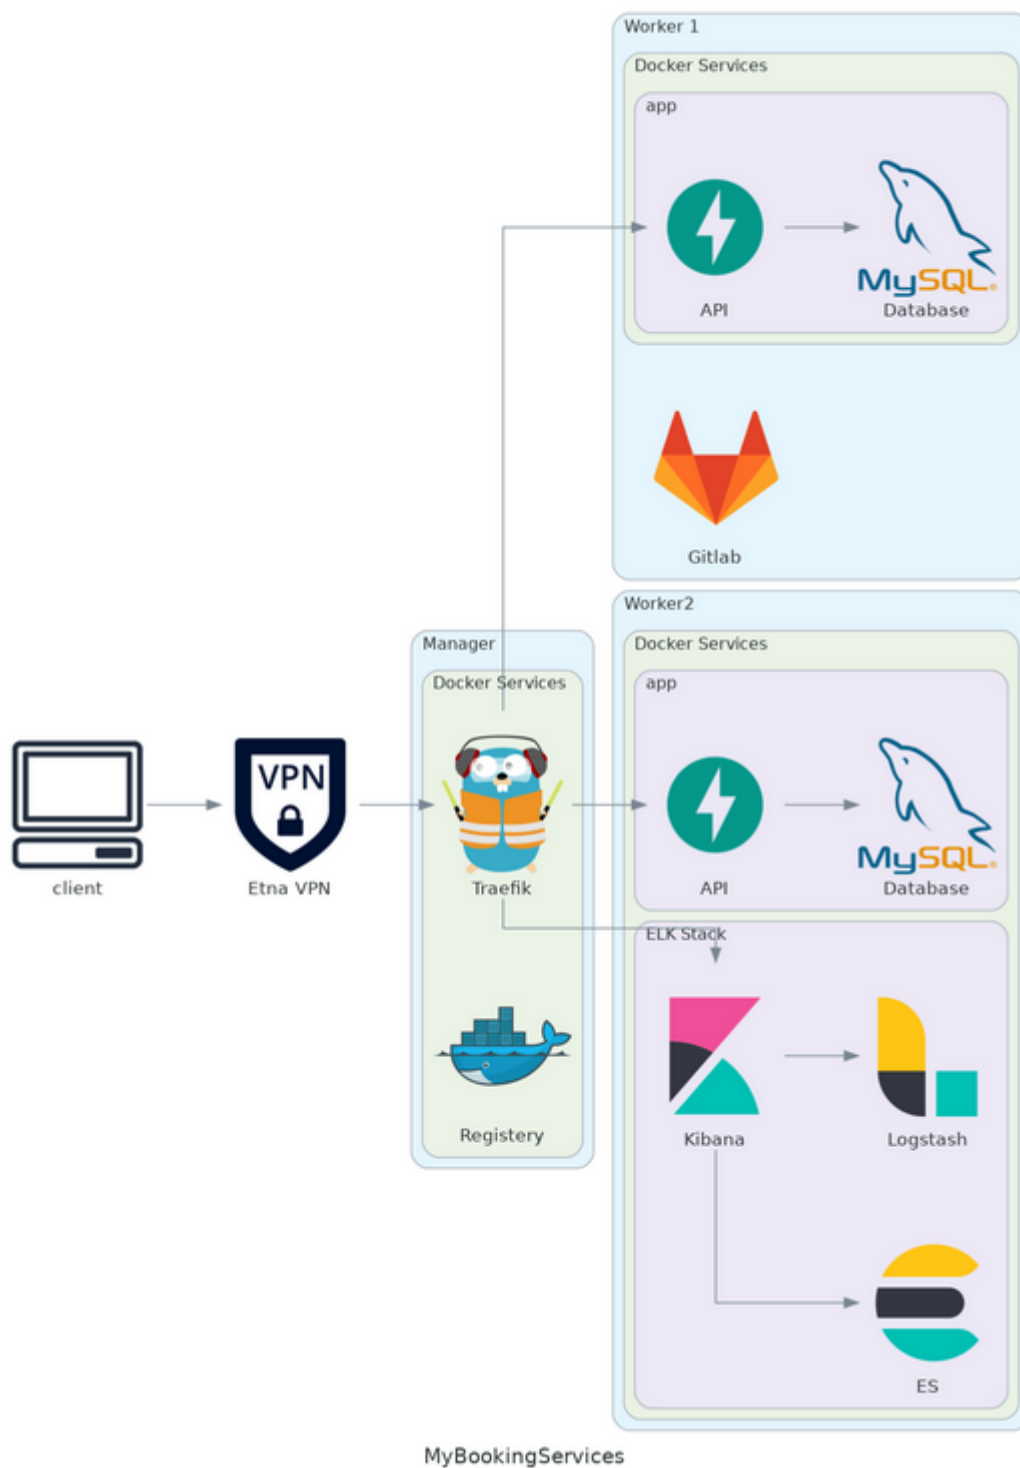 Worker 1
Docker Services
app
MySQL®
API
Database
Gitlab
Worker2
Docker Services
app
Manager
Docker Services
VPN
MySQL®
client
Etna VPN
Traefik
API
Database
ELK Stack
Registery
Kibana
Logstash
ES
MyBookingServices